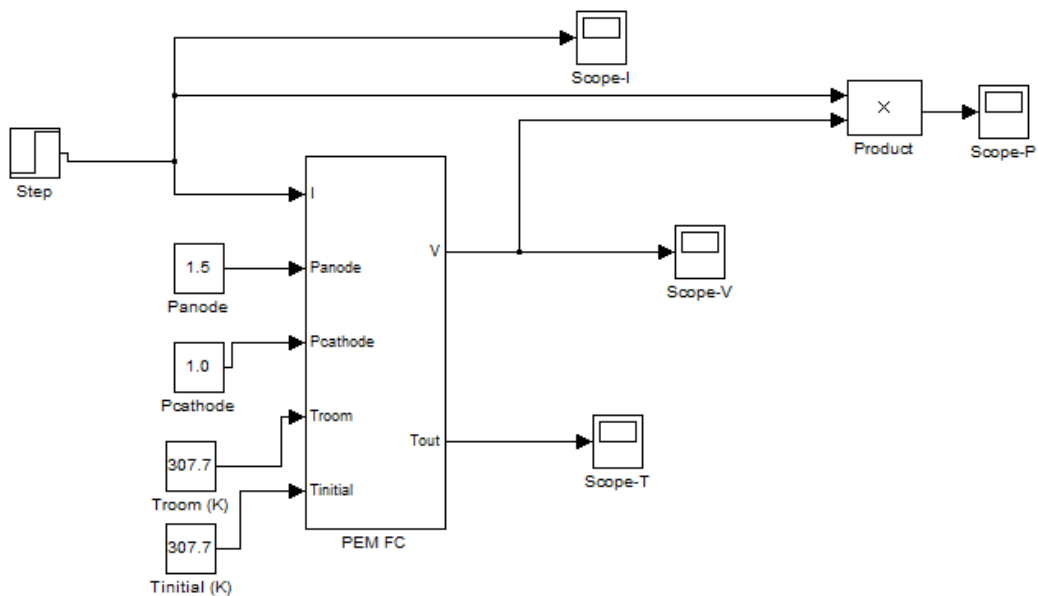 Scope-I
×
Product
Scope-P
Step
I
V
Scope-V
1.5
Panode
Panode
1.0
Pcathode
Pcathode
307.7
Troom (K)
Troom
Tout
Scope-T
307.7
Tinitial (K)
Tinitial
PEM FC